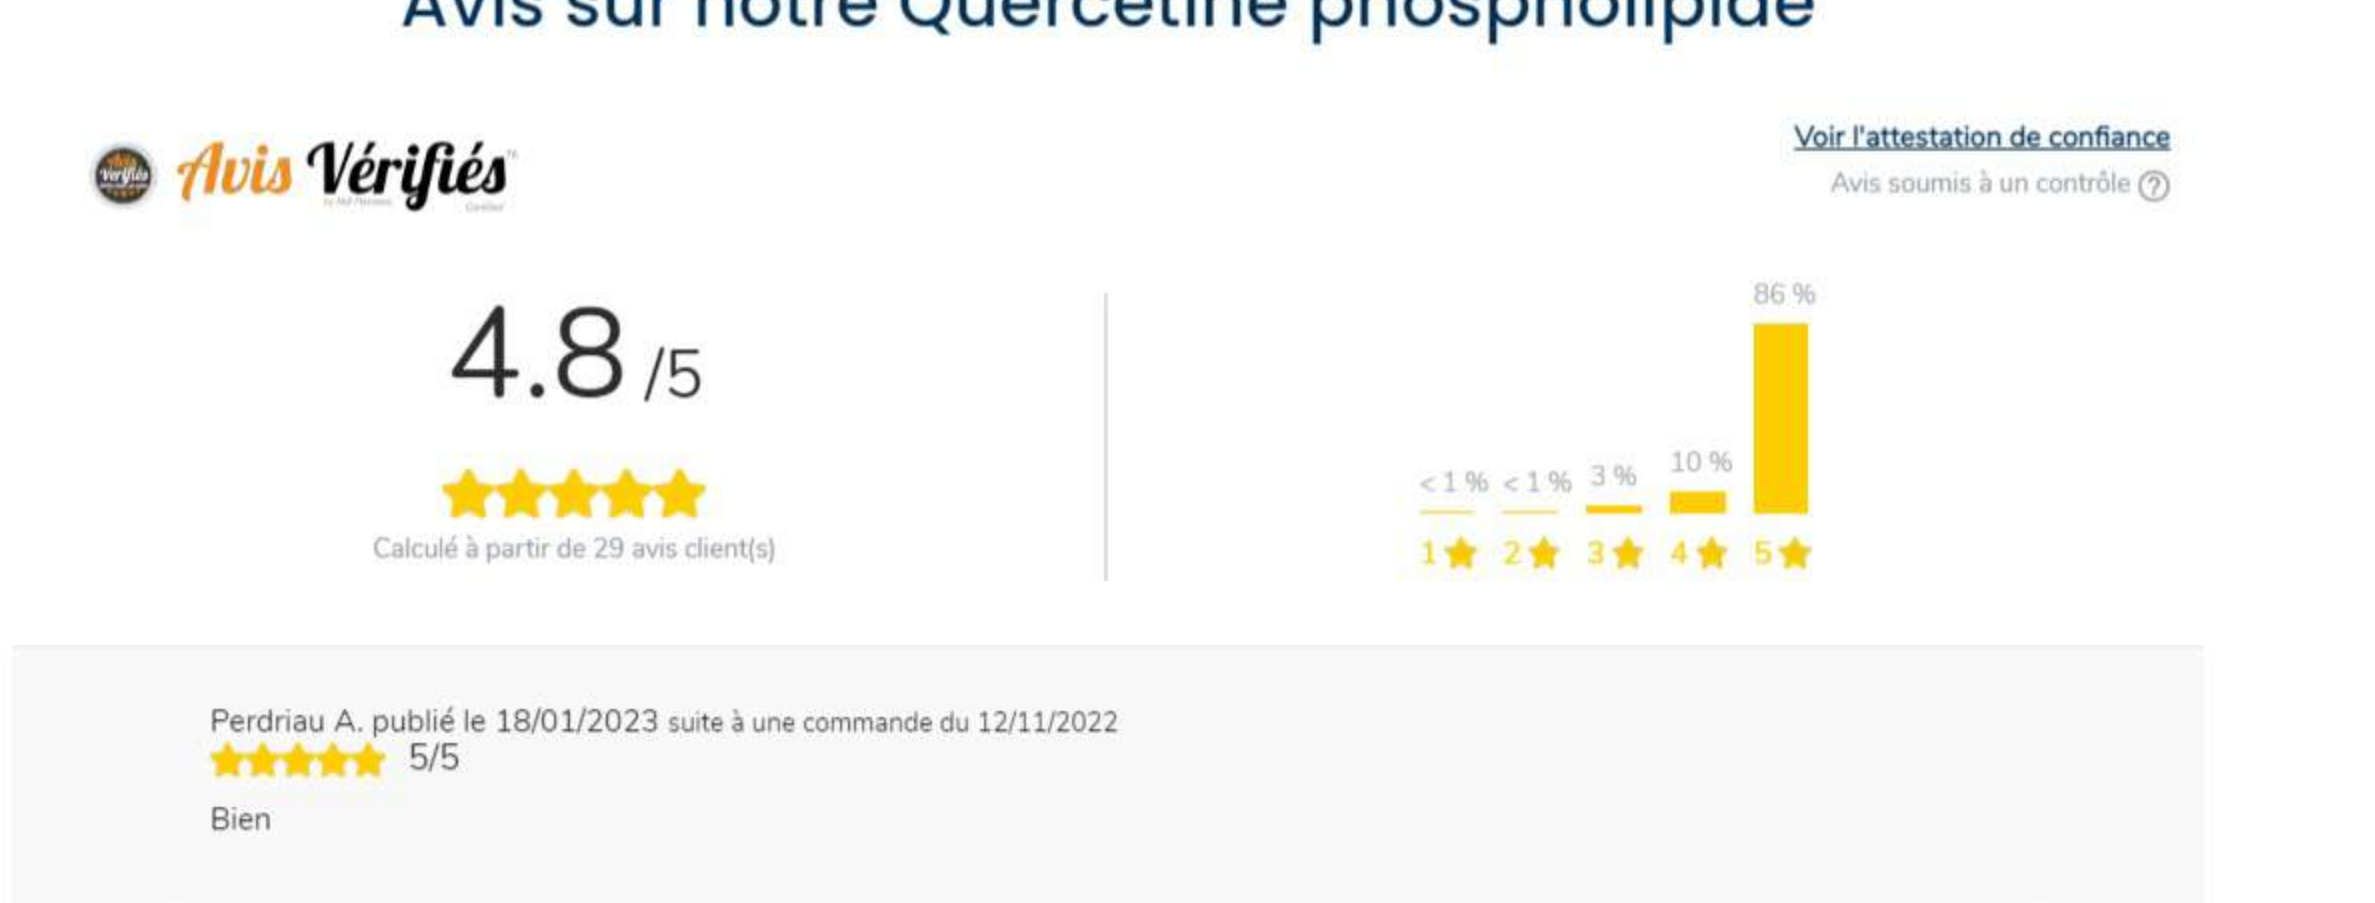 Avis sur notre Quercétine phospholipide
Avis Vérifiés
Voir l'attestation de confiance
Avis soumis à un contrôle ?
4.8 /5
Calculé à partir de 29 avis client(s)
86 %
10 %
3 %
< 1 % < 1 %
1 2 3 4 5
Perdriau A. publié le 18/01/2023 suite à une commande du 12/11/2022
5/5
Bien